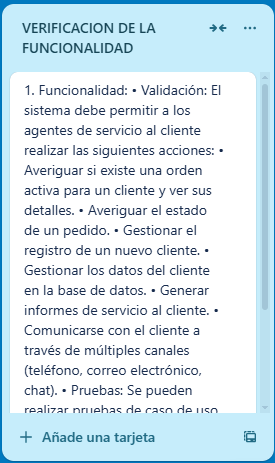 VERIFICACION DE LA
FUNCIONALIDAD
1. Funcionalidad: • Validación: El
sistema debe permitir a los
agentes de servicio al cliente
realizar las siguientes acciones: •
Averiguar si existe una orden
activa para un cliente y ver sus
detalles. • Averiguar el estado
de un pedido. • Gestionar el
registro de un nuevo cliente. •
Gestionar los datos del cliente
en la base de datos. • Generar
informes de servicio al cliente. •
Comunicarse con el cliente a
través de múltiples canales
(teléfono, correo electrónico,
chat). • Pruebas: Se pueden
realizar pruebas de caso de uso
Añade una tarjeta